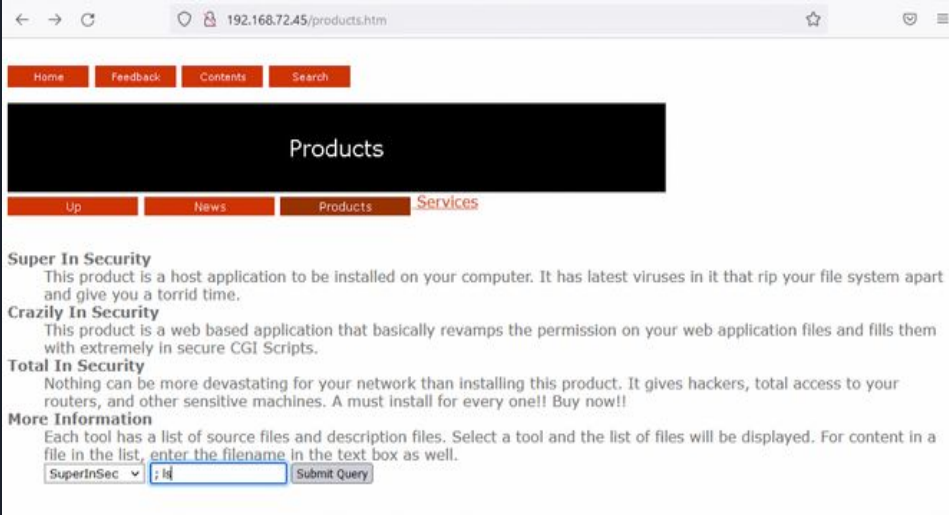 192.168.72.45/products.htm
Home Feedback Contents Search
Products
Up News Products Services
Super In Security
This product is a host application to be installed on your computer. It has latest viruses in it that rip your file system apart
and give you a torrid time.
Crazily In Security
This product is a web based application that basically revamps the permission on your web application files and fills them
with extremely in secure CGI Scripts.
Total In Security
Nothing can be more devastating for your network than installing this product. It gives hackers, total access to your
routers, and other sensitive machines. A must install for every one!! Buy now!!
More Information
Each tool has a list of source files and description files. Select a tool and the list of files will be displayed. For content in a
file in the list, enter the filename in the text box as well.
SuperInSec ; ls Submit Query